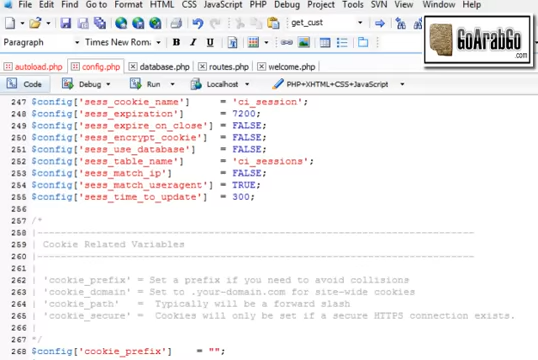 File Edit Find Go to Format HTML CSS JavaScript PHP Debug Project Tools SVN Window Help
get_cust
Paragraph Times New Roma B I U
GoArabGo
.com
autoload.php config.php database.php routes.php welcome.php
Code Debug Run Localhost PHP+XHTML+CSS+JavaScript
247 $config['sess_cookie_name'] = 'ci_session';
248 $config['sess_expiration'] = 7200;
249 $config['sess_expire_on_close'] = FALSE;
250 $config['sess_encrypt_cookie'] = FALSE;
251 $config['sess_use_database'] = FALSE;
252 $config['sess_table_name'] = 'ci_sessions';
253 $config['sess_match_ip'] = FALSE;
254 $config['sess_match_useragent'] = TRUE;
255 $config['sess_time_to_update'] = 300;
256
257 /*
258 |--------------------------------------------------------------------------
259 | Cookie Related Variables
260 |--------------------------------------------------------------------------
261 |
262 | 'cookie_prefix' = Set a prefix if you need to avoid collisions
263 | 'cookie_domain' = Set to .your-domain.com for site-wide cookies
264 | 'cookie_path' = Typically will be a forward slash
265 | 'cookie_secure' = Cookies will only be set if a secure HTTPS connection exists.
266 |
267 */
268 $config['cookie_prefix'] = "";